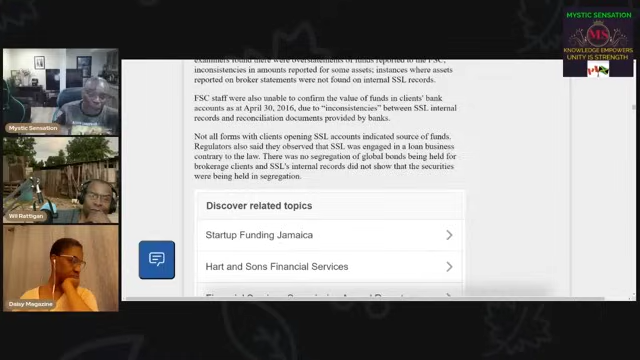 MYSTIC SENSATION
MS
KNOWLEDGE EMPOWERS
UNITY IS STRENGTH
examiners found there were overstatements of funds reported to the FSC,
inconsistencies in amounts reported for some assets; instances where assets
reported on broker statements were not found on internal SSL records.
FSC staff were also unable to confirm the value of funds in clients' bank
accounts as at April 30, 2016, due to "inconsistencies" between SSL internal
records and reconciliation documents provided by banks.
Not all forms with clients opening SSL accounts indicated source of funds.
Regulators also said they observed that SSL was engaged in a loan business
contrary to the law. There was no segregation of global bonds being held for
brokerage clients and SSL's internal records did not show that the securities
were being held in segregation.
Discover related topics
Startup Funding Jamaica
Hart and Sons Financial Services
Mystic Sensation
Wil Rattigan
Daisy Magazine